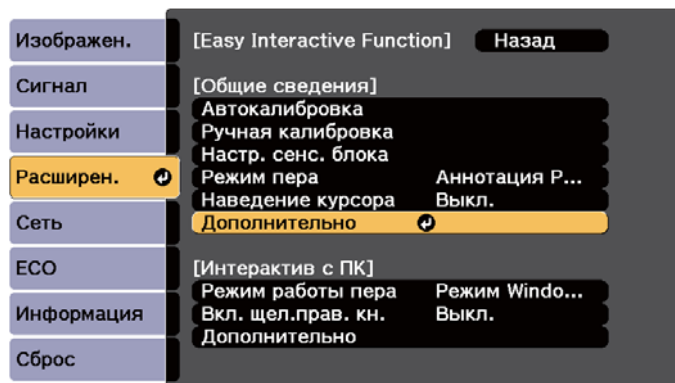 Изображен.
Сигнал
Настройки
Расширен.
Сеть
ECO
Информация
Сброс
[Easy Interactive Function] Назад
[Общие сведения]
Автокалибровка
Ручная калибровка
Настр. сенс. блока
Режим пера Аннотация P...
Наведение курсора Выкл.
Дополнительно
[Интерактив с ПК]
Режим работы пера Режим Windo...
Вкл. щел.прав. кн. Выкл.
Дополнительно